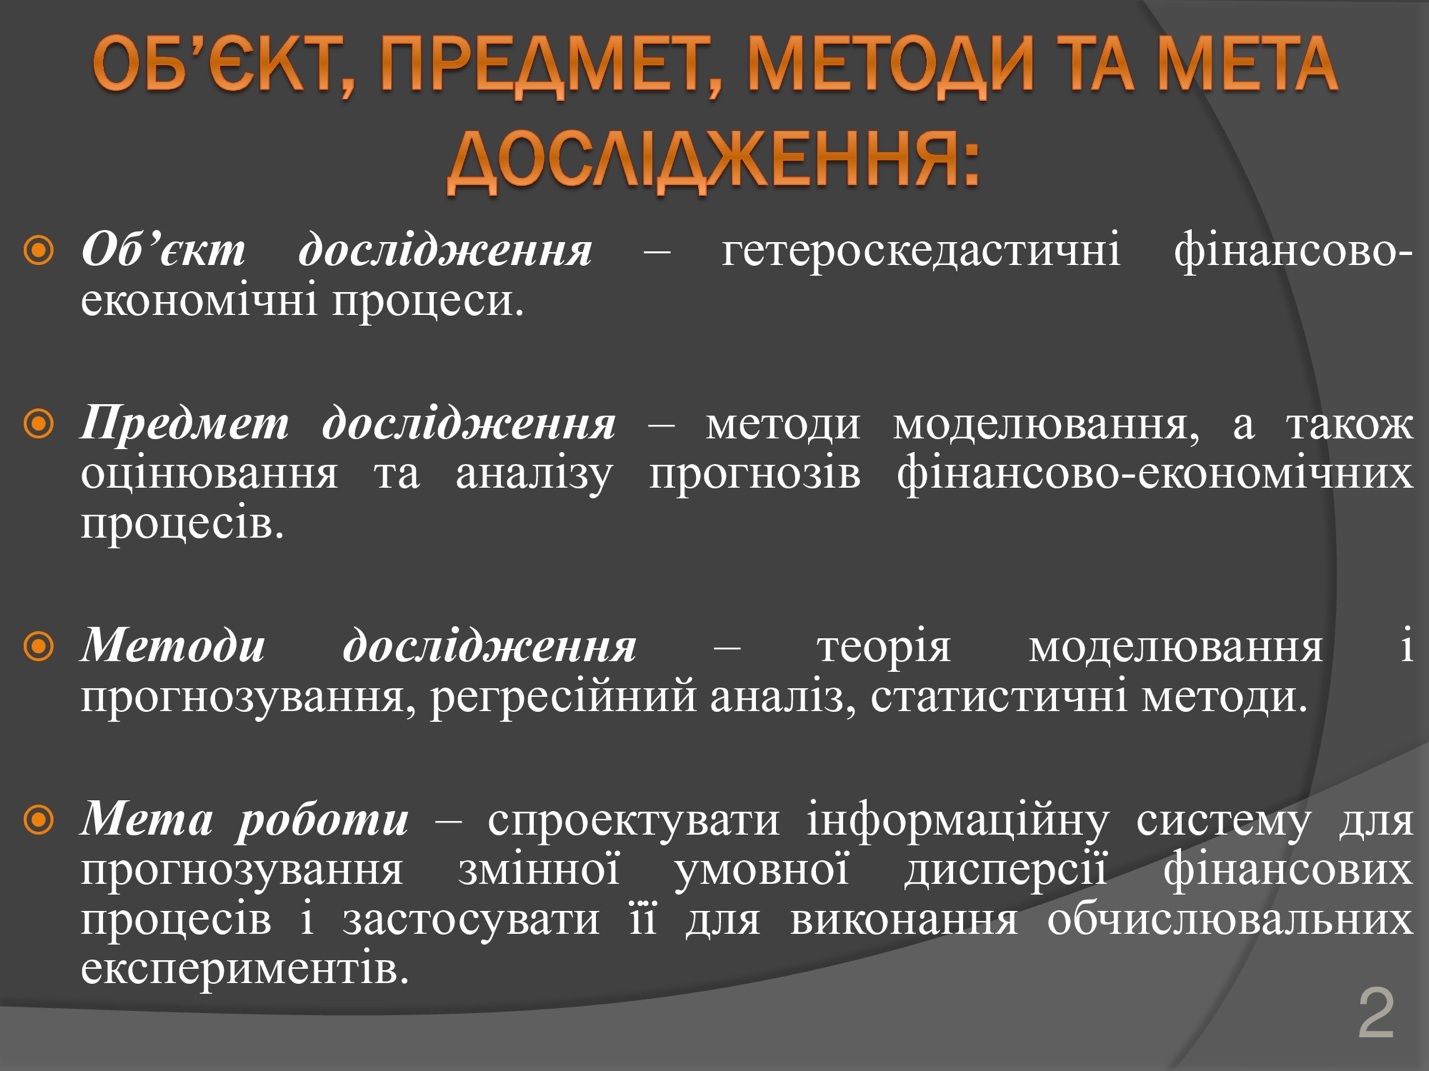 ОБ’ЄКТ, ПРЕДМЕТ, МЕТОДИ ТА МЕТА
ДОСЛІДЖЕННЯ:
Об’єкт дослідження – гетероскедастичні фінансово-
економічні процеси.
Предмет дослідження – методи моделювання, а також
оцінювання та аналізу прогнозів фінансово-економічних
процесів.
Методи дослідження – теорія моделювання і
прогнозування, регресійний аналіз, статистичні методи.
Мета роботи – спроектувати інформаційну систему для
прогнозування змінної умовної дисперсії фінансових
процесів і застосувати її для виконання обчислювальних
експериментів.
2